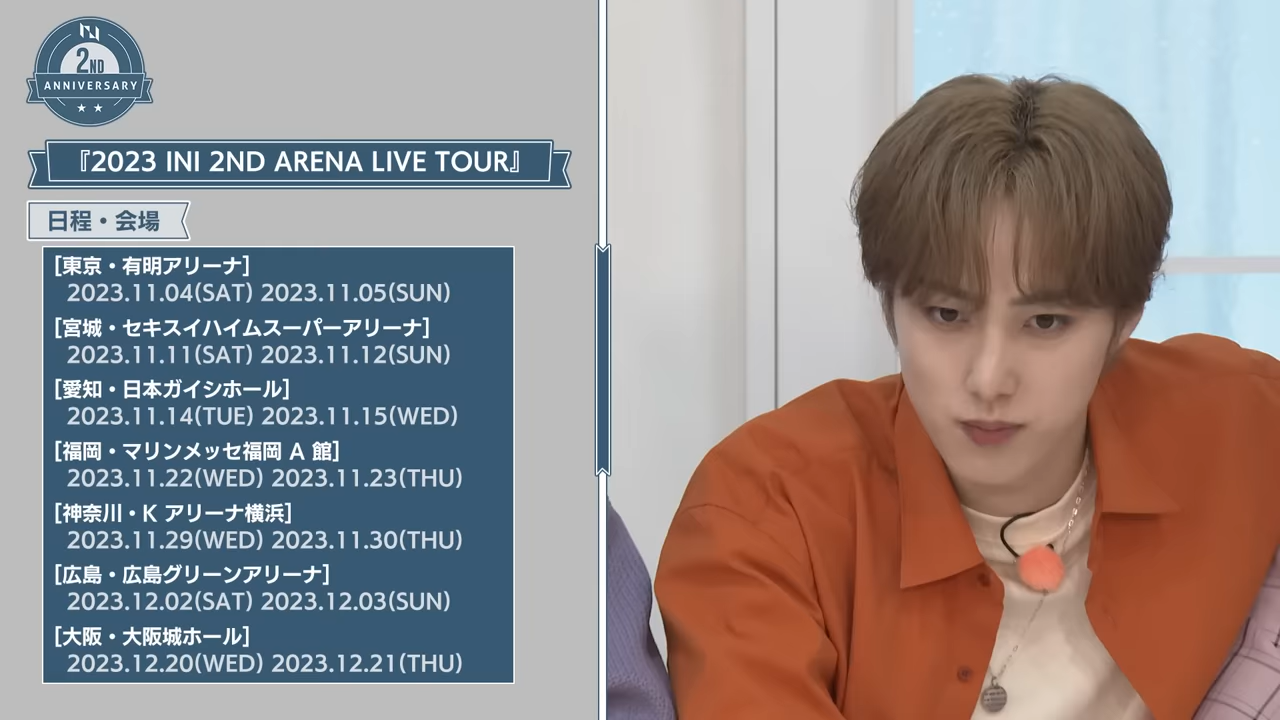 2ND
ANNIVERSARY
『2023 INI 2ND ARENA LIVE TOUR』
日程・会場
[東京・有明アリーナ]
2023.11.04(SAT) 2023.11.05(SUN)
[宮城・セキスイハイムスーパーアリーナ]
2023.11.11(SAT) 2023.11.12(SUN)
[愛知・日本ガイシホール]
2023.11.14(TUE) 2023.11.15(WED)
[福岡・マリンメッセ福岡 A 館]
2023.11.22(WED) 2023.11.23(THU)
[神奈川・K アリーナ横浜]
2023.11.29(WED) 2023.11.30(THU)
[広島・広島グリーンアリーナ]
2023.12.02(SAT) 2023.12.03(SUN)
[大阪・大阪城ホール]
2023.12.20(WED) 2023.12.21(THU)